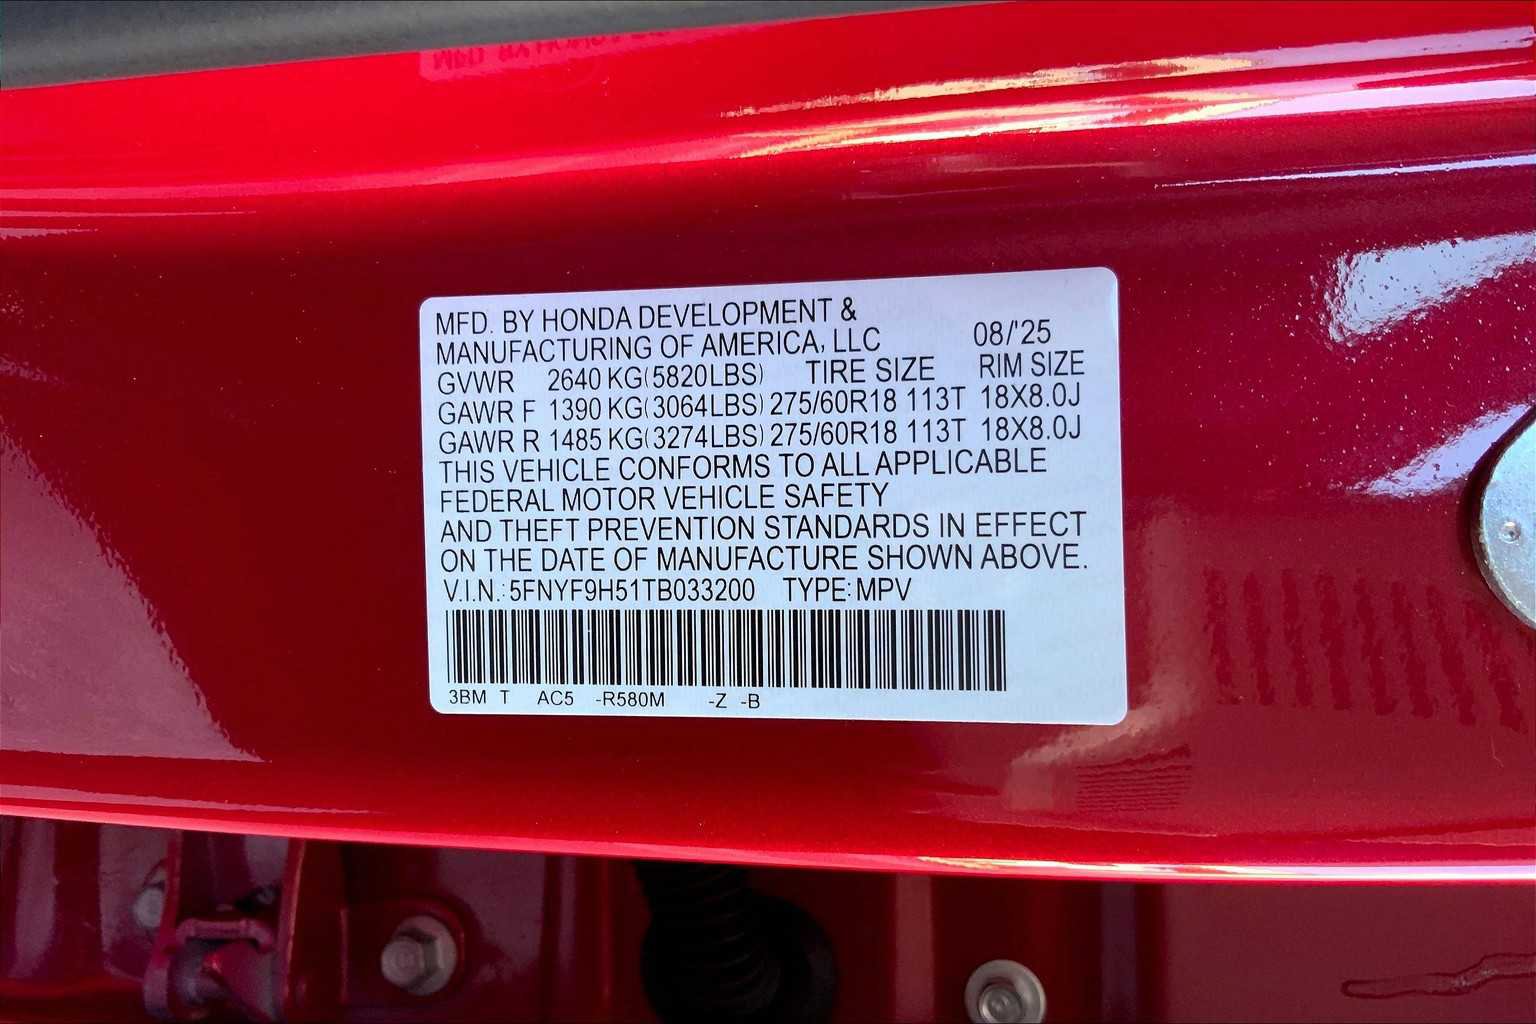 MFD. BY HONDA DEVELOPMENT &
MANUFACTURING OF AMERICA, LLC 08/'25
GVWR 2640 KG(5820LBS) TIRE SIZE RIM SIZE
GAWR F 1390 KG(3064LBS) 275/60R18 113T 18X8.0J
GAWR R 1485 KG(3274LBS) 275/60R18 113T 18X8.0J
THIS VEHICLE CONFORMS TO ALL APPLICABLE
FEDERAL MOTOR VEHICLE SAFETY
AND THEFT PREVENTION STANDARDS IN EFFECT
ON THE DATE OF MANUFACTURE SHOWN ABOVE.
V.I.N.: 5FNYF9H51TB033200 TYPE: MPV
3BM T AC5 -R580M -Z -B